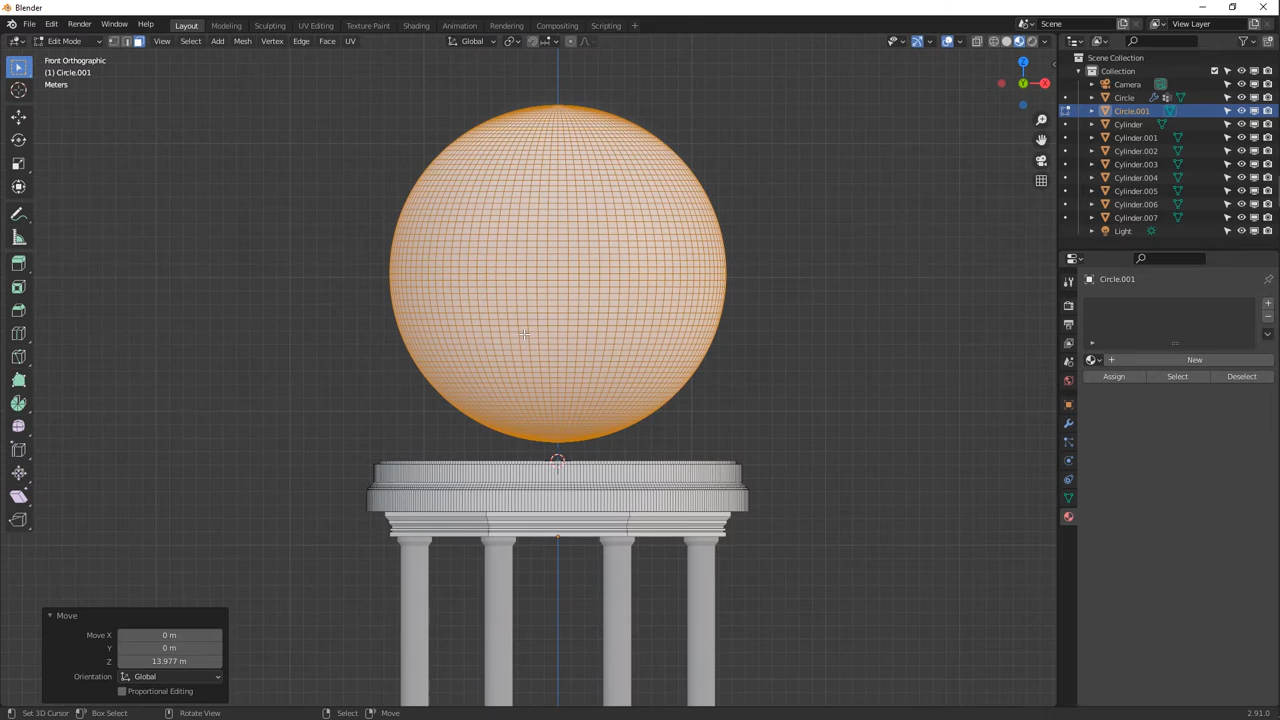 Blender
File Edit Render Window Help Layout Modeling Sculpting UV Editing Texture Paint Shading Animation Rendering Compositing Scripting + Scene View Layer
Edit Mode View Select Add Mesh Vertex Edge Face UV Global
Front Orthographic
(1) Circle.001
Meters
Z
Y
X
Scene Collection
Collection
Camera
Circle
Circle.001
Cylinder
Cylinder.001
Cylinder.002
Cylinder.003
Cylinder.004
Cylinder.005
Cylinder.006
Cylinder.007
Light
Circle.001
New
Assign Select Deselect
Move
Move X 0 m
Y 0 m
Z 13.977 m
Orientation Global
Proportional Editing
Set 3D Cursor Box Select Rotate View Select Move 2.91.0